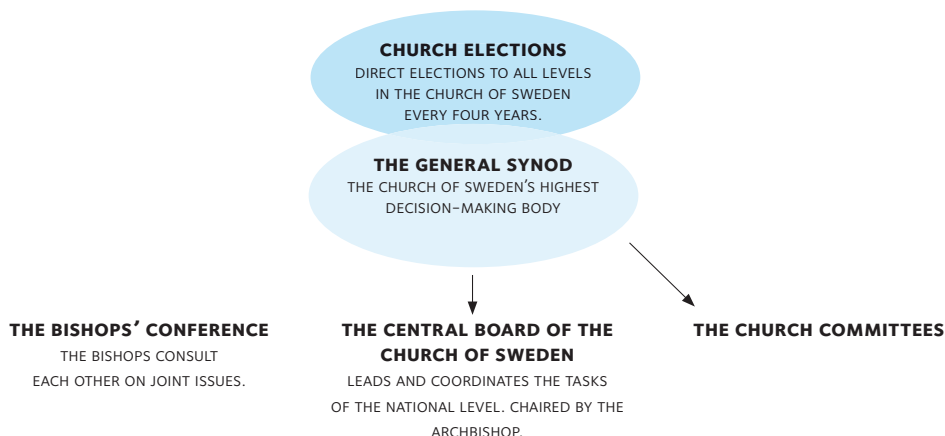 CHURCH ELECTIONS
DIRECT ELECTIONS TO ALL LEVELS
IN THE CHURCH OF SWEDEN
EVERY FOUR YEARS.
THE GENERAL SYNOD
THE CHURCH OF SWEDEN'S HIGHEST
DECISION-MAKING BODY
THE BISHOPS' CONFERENCE
THE BISHOPS CONSULT
EACH OTHER ON JOINT ISSUES.
THE CENTRAL BOARD OF THE
CHURCH OF SWEDEN
LEADS AND COORDINATES THE TASKS
OF THE NATIONAL LEVEL. CHAIRED BY THE
ARCHBISHOP.
THE CHURCH COMMITTEES